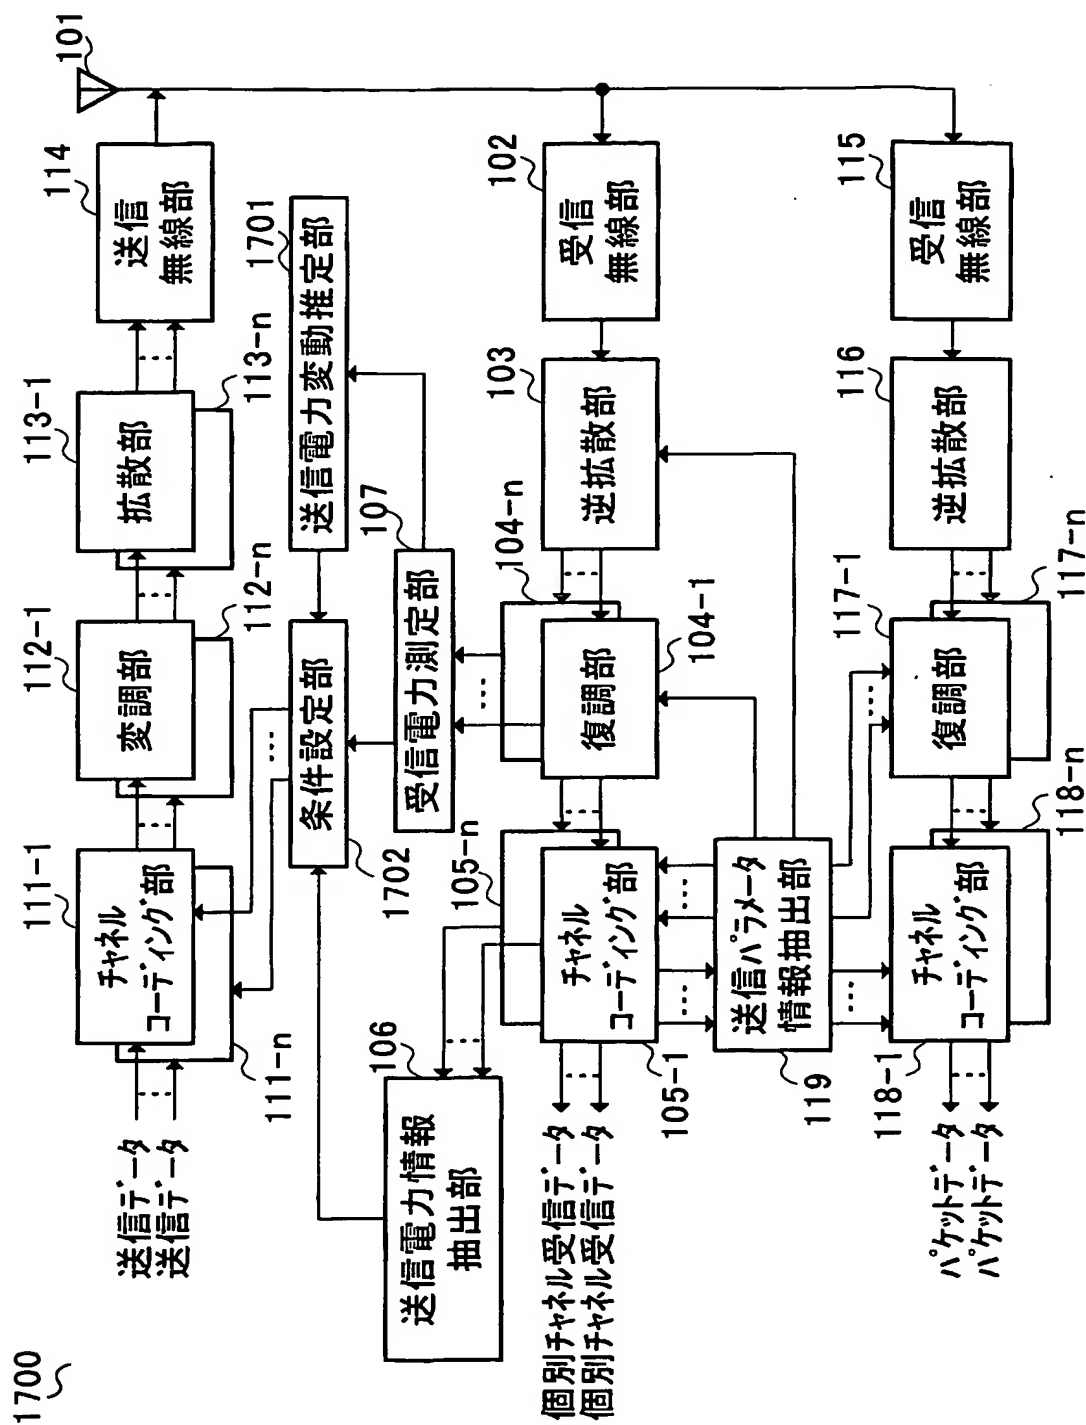 1700
送信データ
送信データ
111-1
チャネル
コーディング部
111-n
112-1
変調部
112-n
113-1
拡散部
113-n
114
送信
無線部
101
1701
送信電力変動推定部
条件設定部
1702
107
受信電力測定部
106
送信電力情報
抽出部
102
受信
無線部
103
逆拡散部
104-n
復調部
104-1
105-n
チャネル
コーディング部
105-1
個別チャネル受信データ
個別チャネル受信データ
送信パラメータ
情報抽出部
119
115
受信
無線部
116
逆拡散部
117-1
復調部
117-n
118-n
チャネル
コーディング部
118-1
パケットデータ
パケットデータ